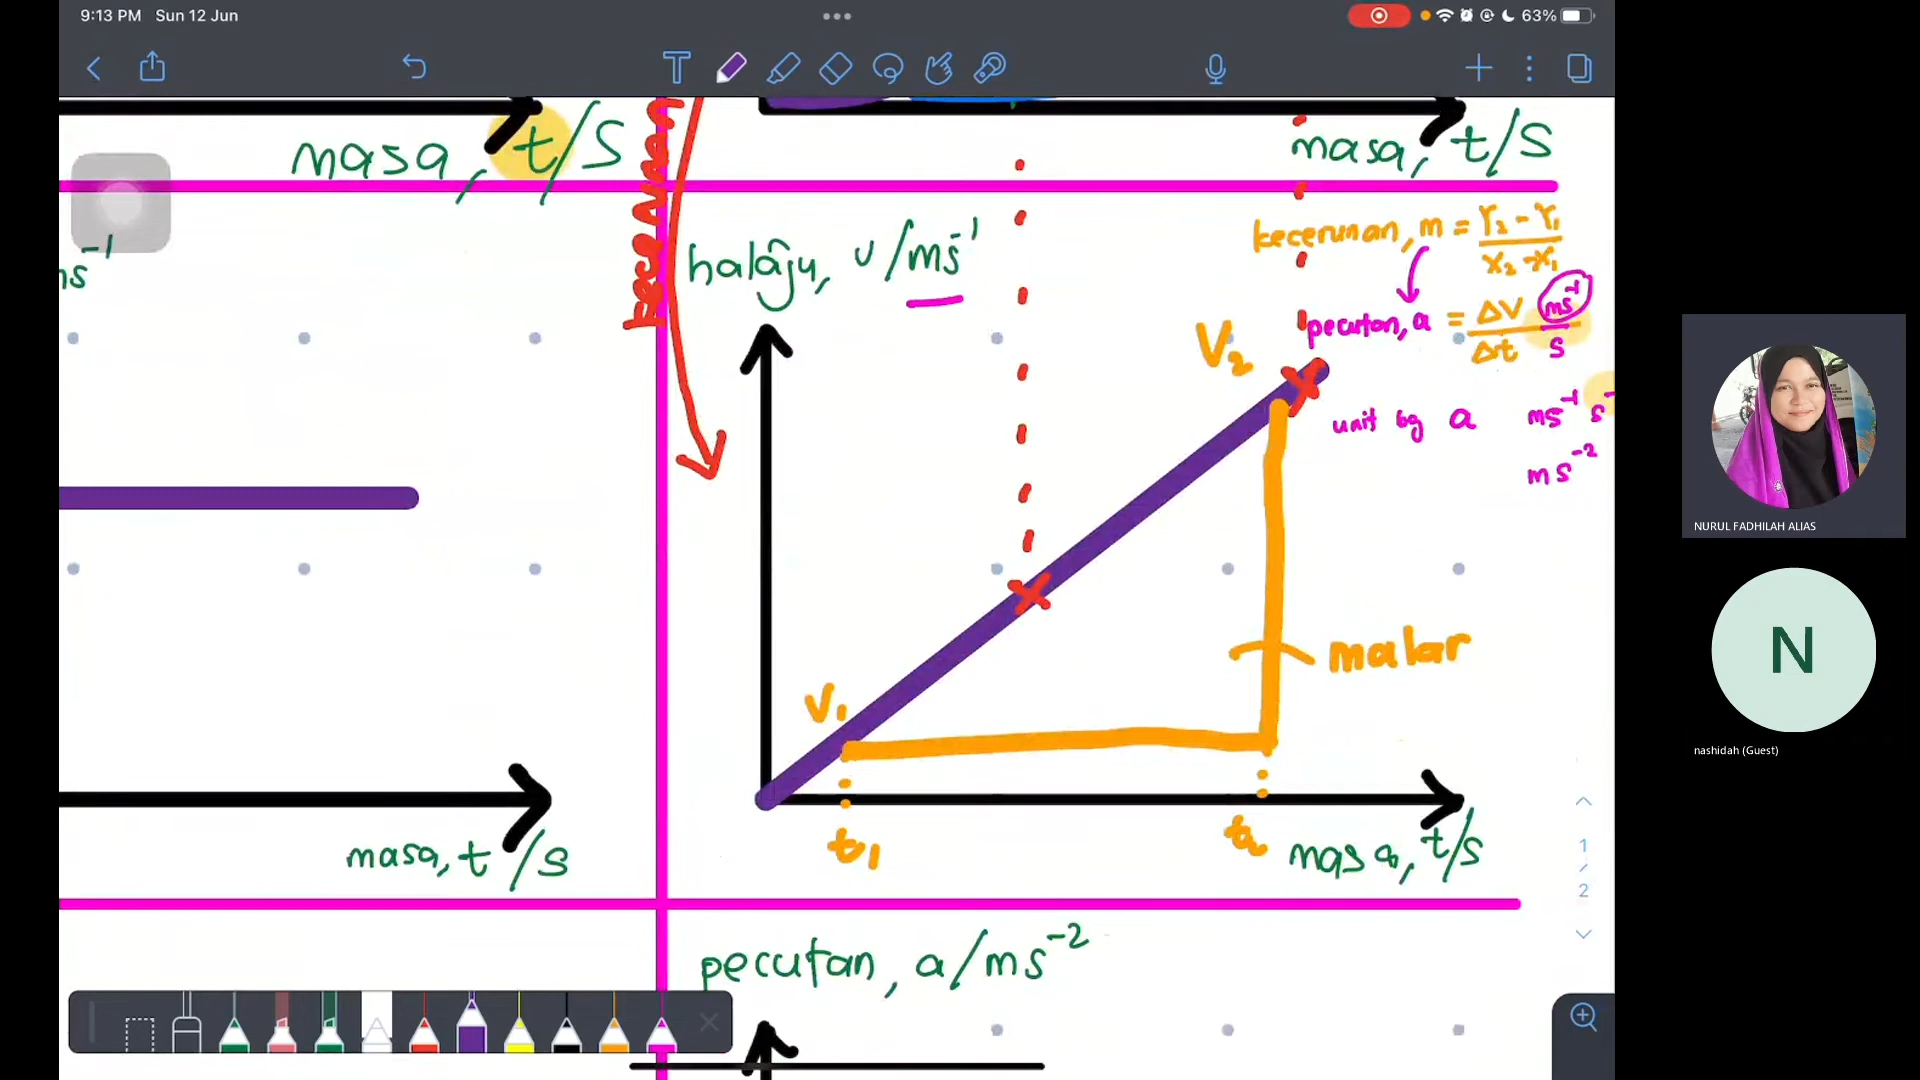 9:13 PM Sun 12 Jun
63%
T
masa, t/s
masa, t/s
kecerunan
halaju, v/ms⁻¹
kecerunan, m = Y₂ - Y₁
X₂ - X₁
pecutan, a = ΔV ms⁻¹
Δt s
unit bg a ms⁻¹ s⁻
ms⁻²
V₂
V₁
malar
t₁
t₂
masa, t/s
masa, t/s
1
/
2
pecutan, a/ms⁻²
NURUL FADHILAH ALIAS
N
nashidah (Guest)